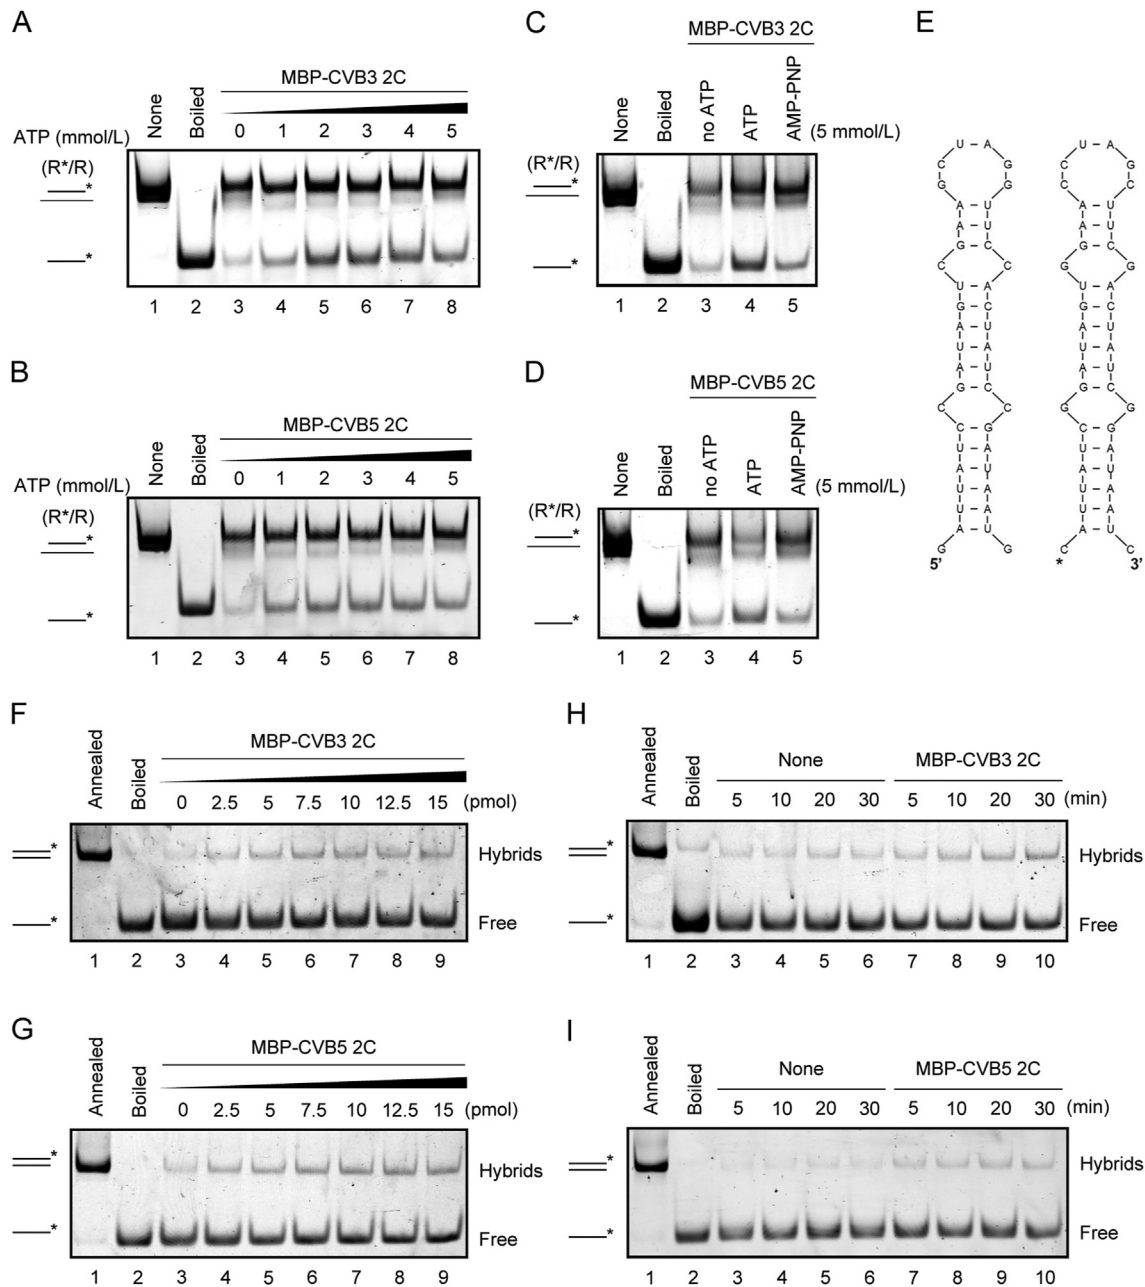 A
MBP-CVB3 2C
None
Boiled
ATP (mmol/L)
0 1 2 3 4 5
(R*/R)
*
*
1 2 3 4 5 6 7 8
B
MBP-CVB5 2C
None
Boiled
ATP (mmol/L)
0 1 2 3 4 5
(R*/R)
*
*
1 2 3 4 5 6 7 8
C
MBP-CVB3 2C
None
Boiled
no ATP
ATP
AMP-PNP
(5 mmol/L)
*
*
1 2 3 4 5
D
MBP-CVB5 2C
None
Boiled
no ATP
ATP
AMP-PNP
(5 mmol/L)
*
*
1 2 3 4 5
E
5’
*
3’
F
MBP-CVB3 2C
Annealed
Boiled
0 2.5 5 7.5 10 12.5 15 (pmol)
*
Hybrids
*
Free
1 2 3 4 5 6 7 8 9
G
MBP-CVB5 2C
Annealed
Boiled
0 2.5 5 7.5 10 12.5 15 (pmol)
*
Hybrids
*
Free
1 2 3 4 5 6 7 8 9
H
Annealed
Boiled
None MBP-CVB3 2C
5 10 20 30 5 10 20 30 (min)
*
Hybrids
*
Free
1 2 3 4 5 6 7 8 9 10
I
Annealed
Boiled
None MBP-CVB5 2C
5 10 20 30 5 10 20 30 (min)
*
Hybrids
*
Free
1 2 3 4 5 6 7 8 9 10